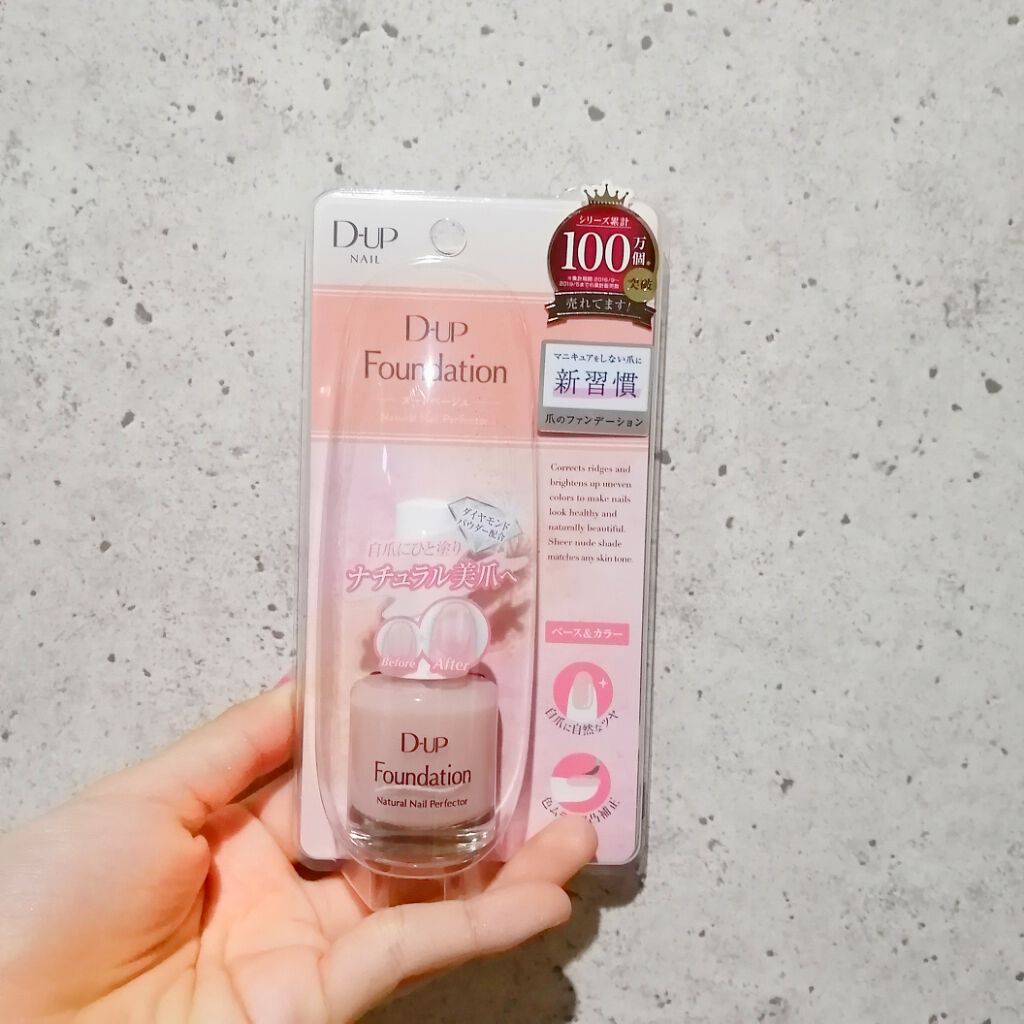 D-UP
NAIL
シリーズ累計
100万個※
突破
売れてます!
D-UP
Foundation
Natural Nail Perfector
マニキュアをしない爪に
新習慣
爪のファンデーション
Corrects ridges and
brightens up uneven
colors to make nails
look healthy and
naturally beautiful.
Sheer nude shade
matches any skin tone.
ダイヤモンド
パウダー配合
自爪にひと塗り
ナチュラル美爪へ
Before
After
ベース&カラー
自爪に自然なツヤ
補正
D-UP
Foundation
Natural Nail Perfector